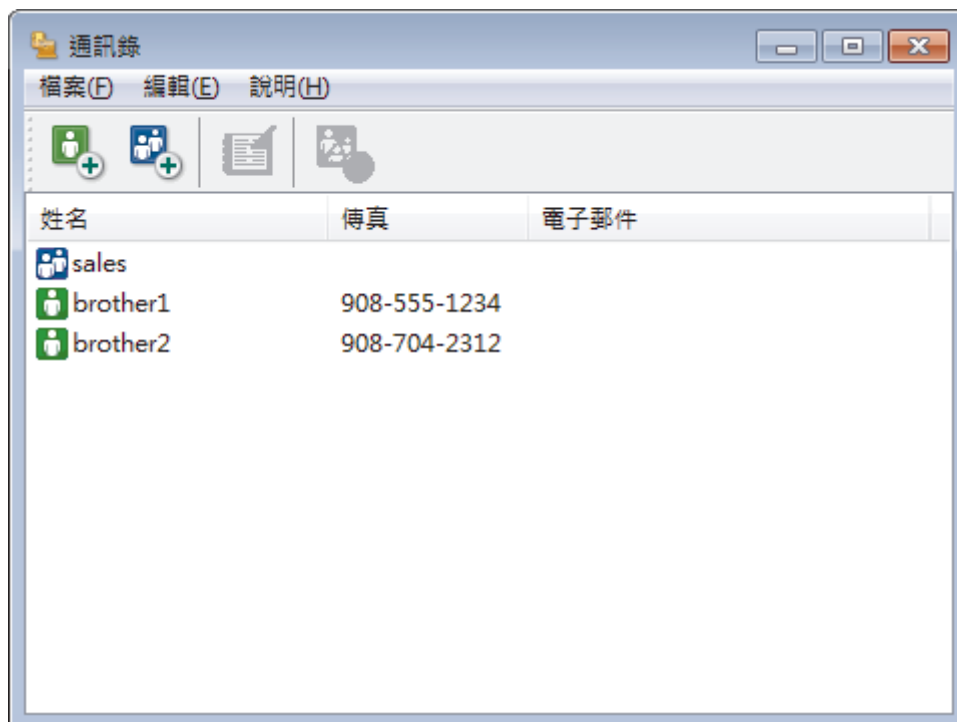 通訊錄
檔案(F) 編輯(E) 說明(H)
姓名 傳真 電子郵件
sales
brother1 908-555-1234
brother2 908-704-2312